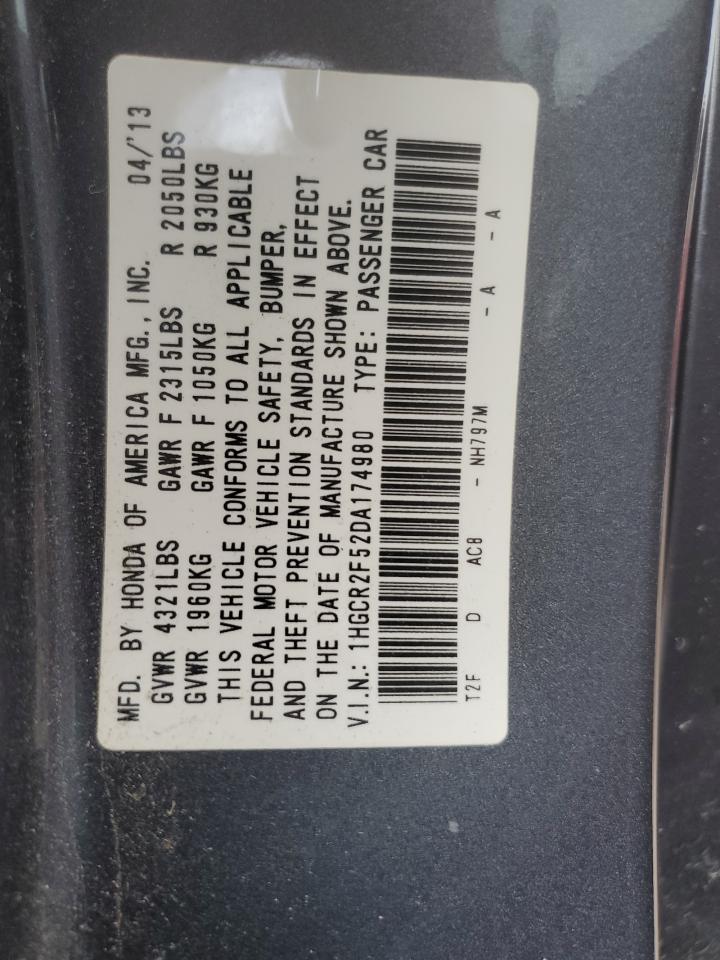 MFD. BY HONDA OF AMERICA MFG., INC. 04/'13
GVWR 4321LBS GAWR F 2315LBS R 2050LBS
GVWR 1960KG GAWR F 1050KG R 930KG
THIS VEHICLE CONFORMS TO ALL APPLICABLE
FEDERAL MOTOR VEHICLE SAFETY, BUMPER,
AND THEFT PREVENTION STANDARDS IN EFFECT
ON THE DATE OF MANUFACTURE SHOWN ABOVE.
V.I.N.: 1HGCR2F52DA174980 TYPE: PASSENGER CAR
T2F D AC8 - NH797M - A - A